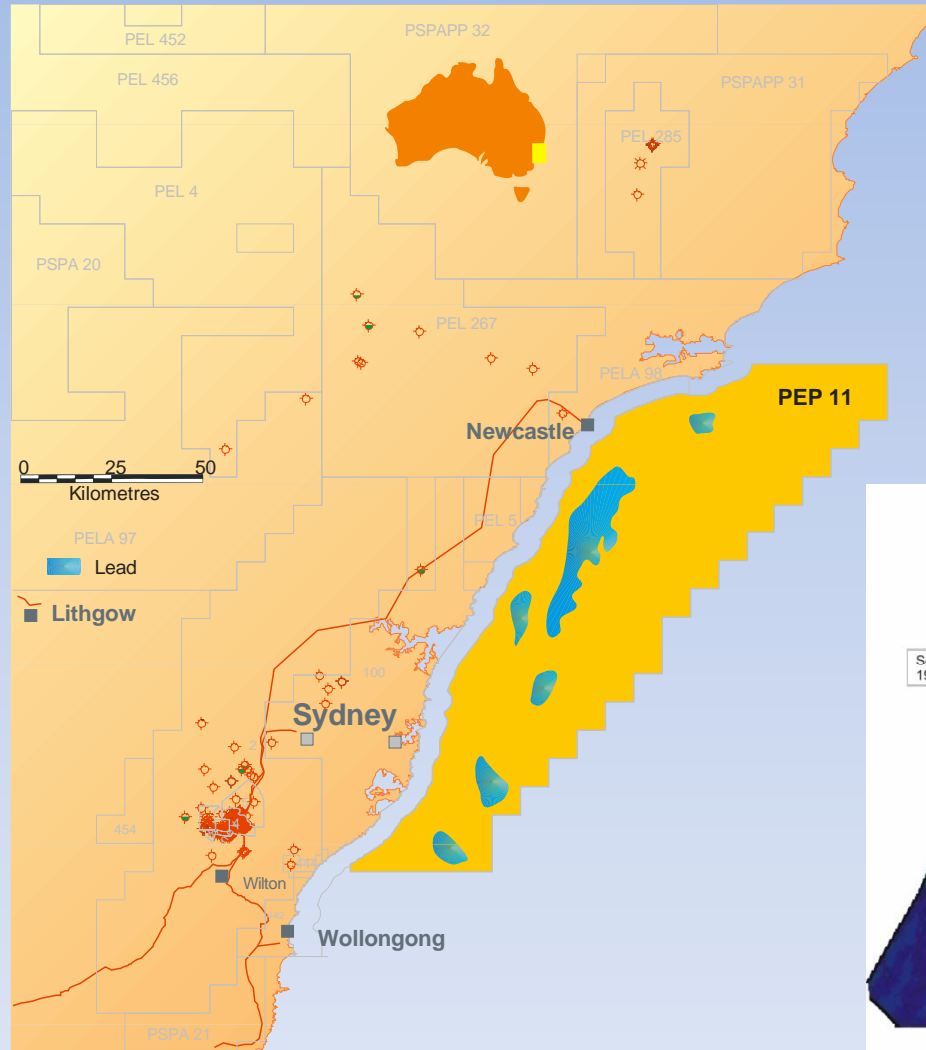 PEL 452
PSPAPP 32
PEL 456
PSPAPP 31
PEL 285
PEL 4
PSPA 20
PEL 267
PELA 98
PEP 11
Newcastle
0 25 50
Kilometres
PEL 5
PELA 97
Lead
Lithgow
100
Sydney
2
454
Wilton
Wollongong
PSPA 21